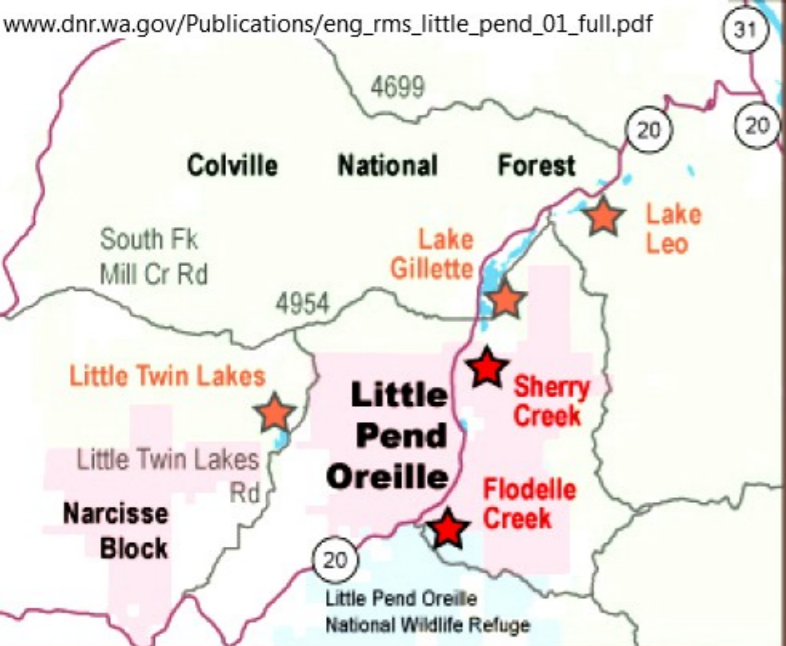 www.dnr.wa.gov/Publications/eng_rms_little_pend_01_full.pdf
31
4699
20
20
Colville National Forest
Lake
Leo
South Fk
Mill Cr Rd
Lake
Gillette
4954
Little Twin Lakes
Little
Pend
Oreille
Sherry
Creek
Little Twin Lakes
Rd
Narcisse
Block
Flodelle
Creek
20
Little Pend Oreille
National Wildlife Refuge